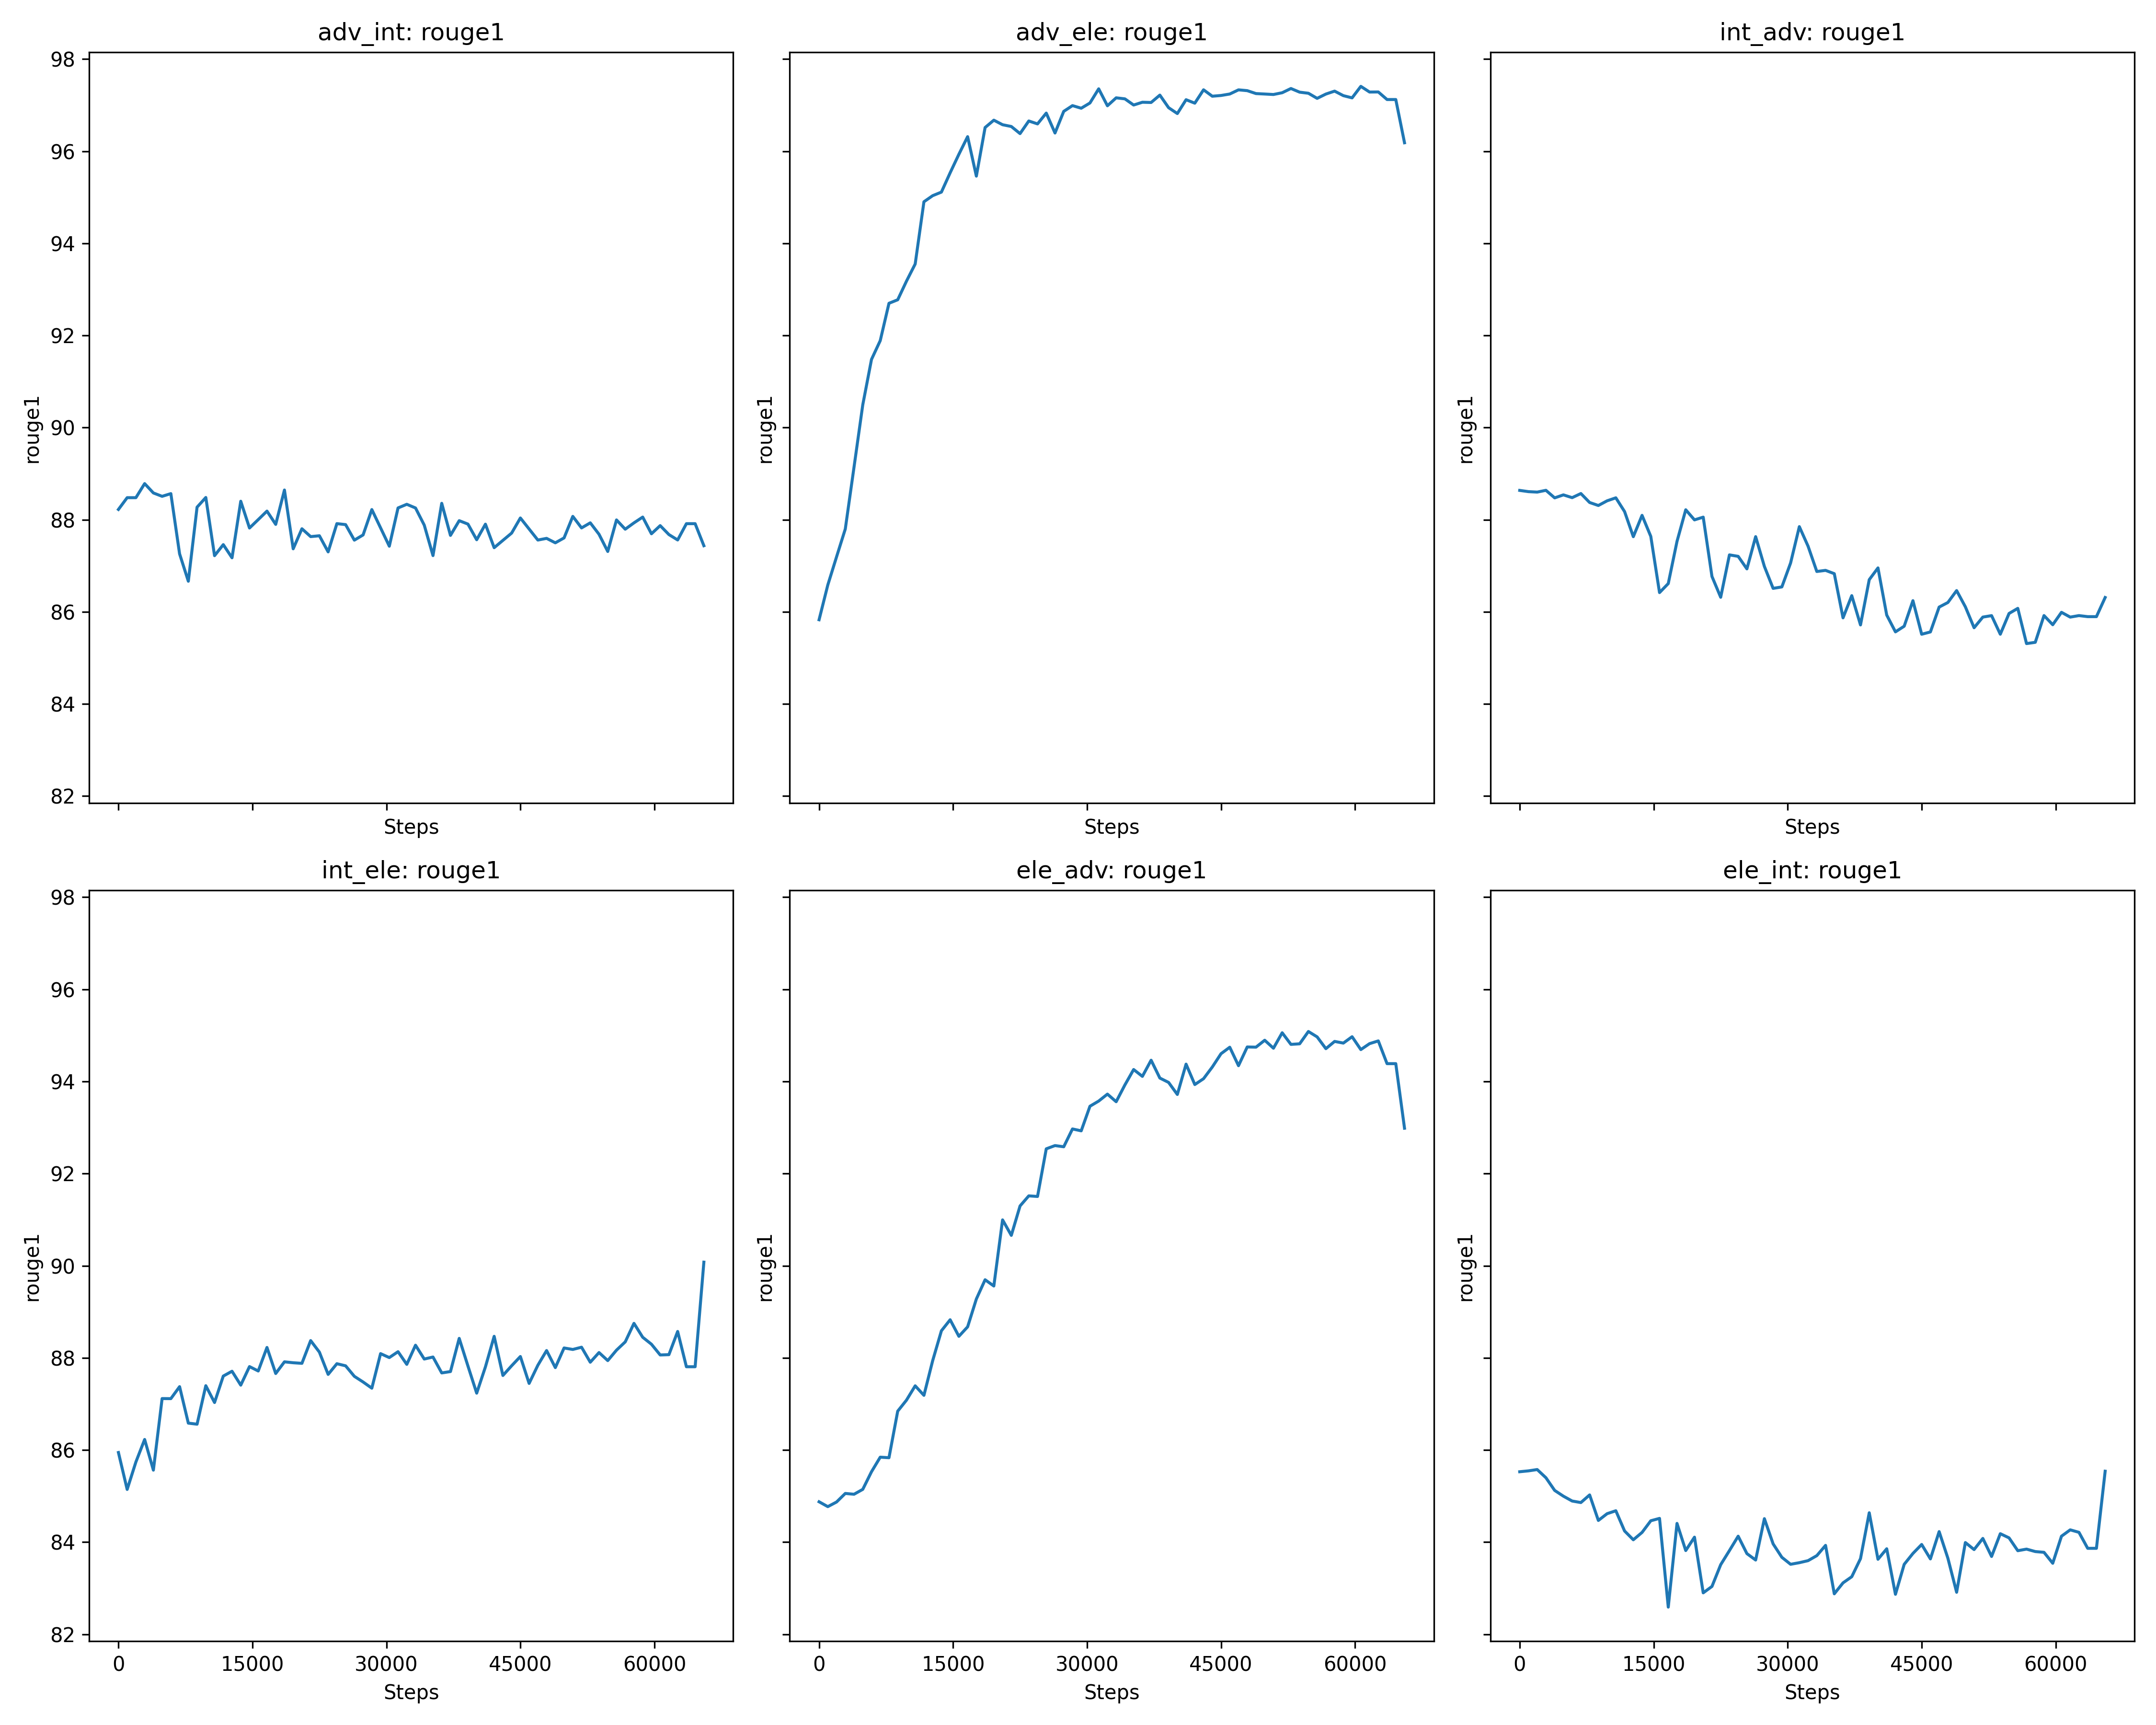 adv_int: rouge1
adv_ele: rouge1
int_adv: rouge1
98
96
94
92
90
88
86
84
82
rouge1
rouge1
rouge1
Steps
Steps
Steps
int_ele: rouge1
ele_adv: rouge1
ele_int: rouge1
98
96
94
92
90
88
86
84
82
rouge1
rouge1
rouge1
0 15000 30000 45000 60000
0 15000 30000 45000 60000
0 15000 30000 45000 60000
Steps
Steps
Steps